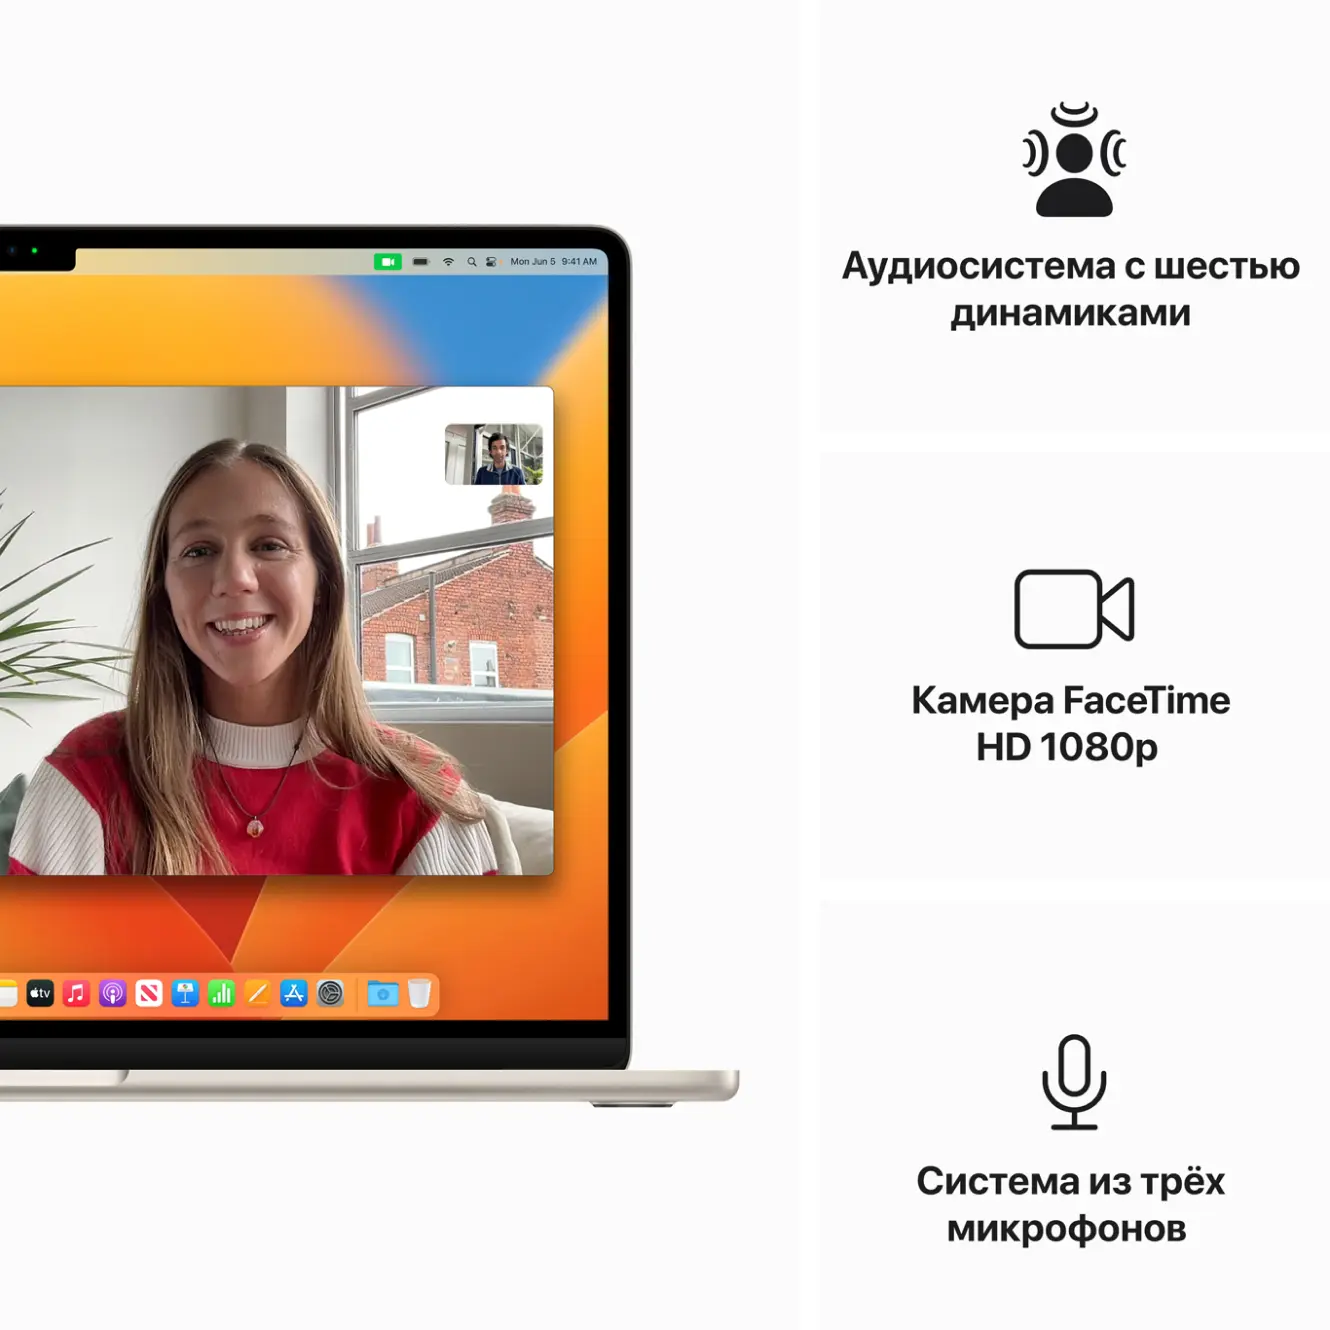 Mon Jun 5 9:41 AM
tv
Аудиосистема с шестью
динамиками
Камера FaceTime
HD 1080p
Система из трёх
микрофонов